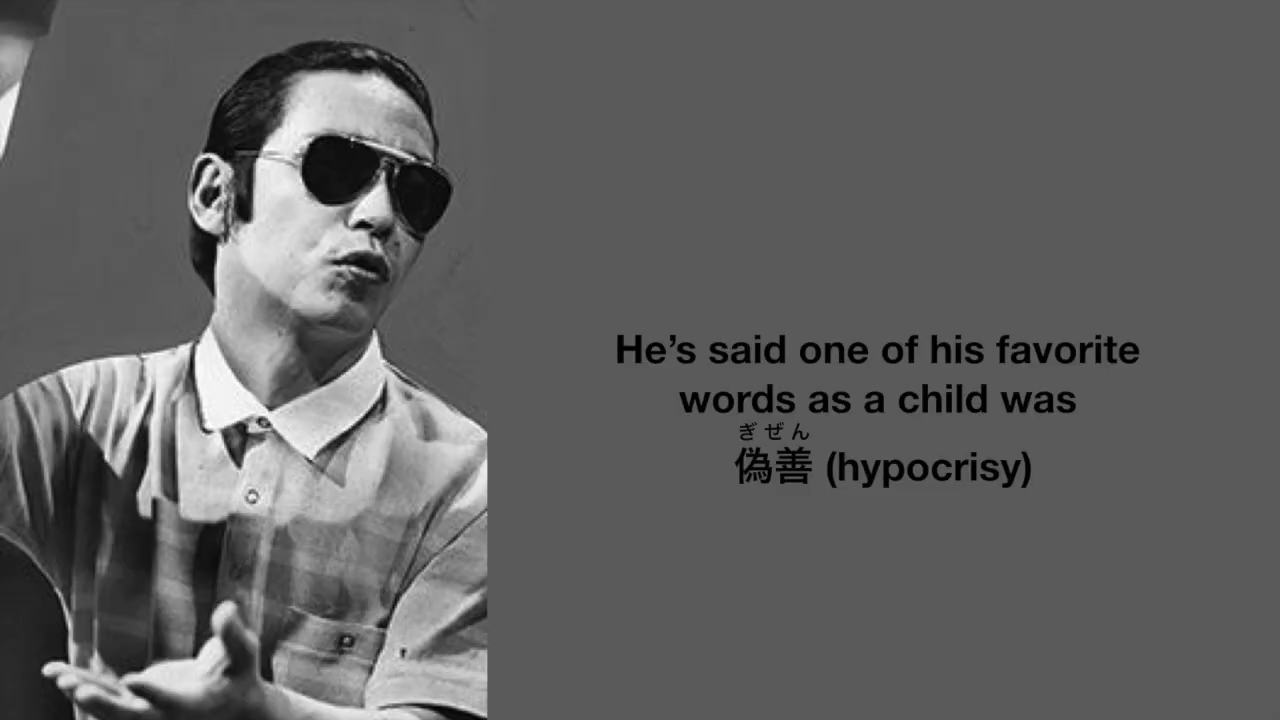 He's said one of his favorite
words as a child was
ぎぜん
偽善 (hypocrisy)